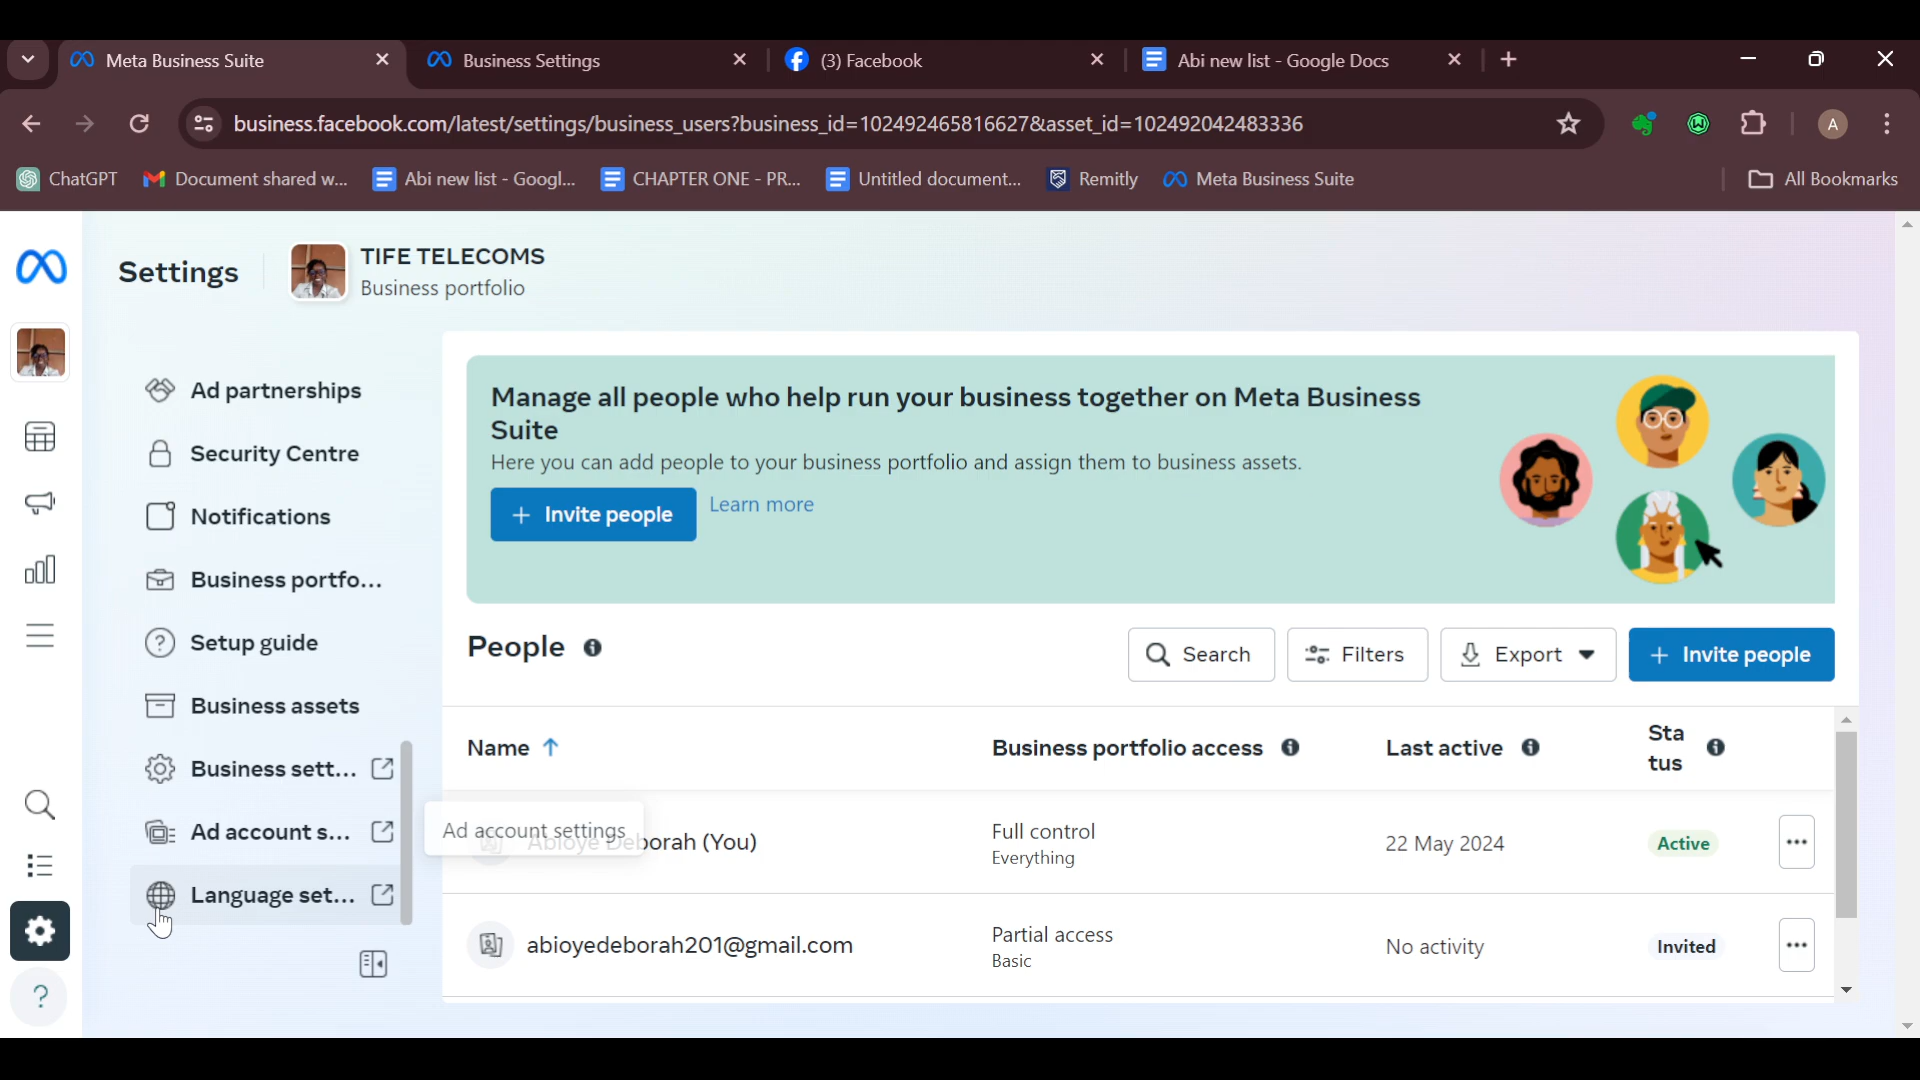 Meta Business Suite
Business Settings
(3) Facebook
Abi new list - Google Docs
business.facebook.com/latest/settings/business_users?business_id=102492465816627&asset_id=102492042483336
A
ChatGPT
Document shared w...
Abi new list - Googl...
CHAPTER ONE - PR...
Untitled document...
Remitly
Meta Business Suite
All Bookmarks
Settings
TIFE TELECOMS
Business portfolio
Ad partnerships
Security Centre
Notifications
Business portfo...
Setup guide
Business assets
Business sett...
Ad account s...
Language set...
Ad account settings
Manage all people who help run your business together on Meta Business
Suite
Here you can add people to your business portfolio and assign them to business assets.
+ Invite people
Learn more
People
Search
Filters
Export
+ Invite people
Name
Business portfolio access
Last active
Sta
tus
Abioye Deborah (You)
Full control
Everything
22 May 2024
Active
abioyedeborah201@gmail.com
Partial access
Basic
No activity
Invited